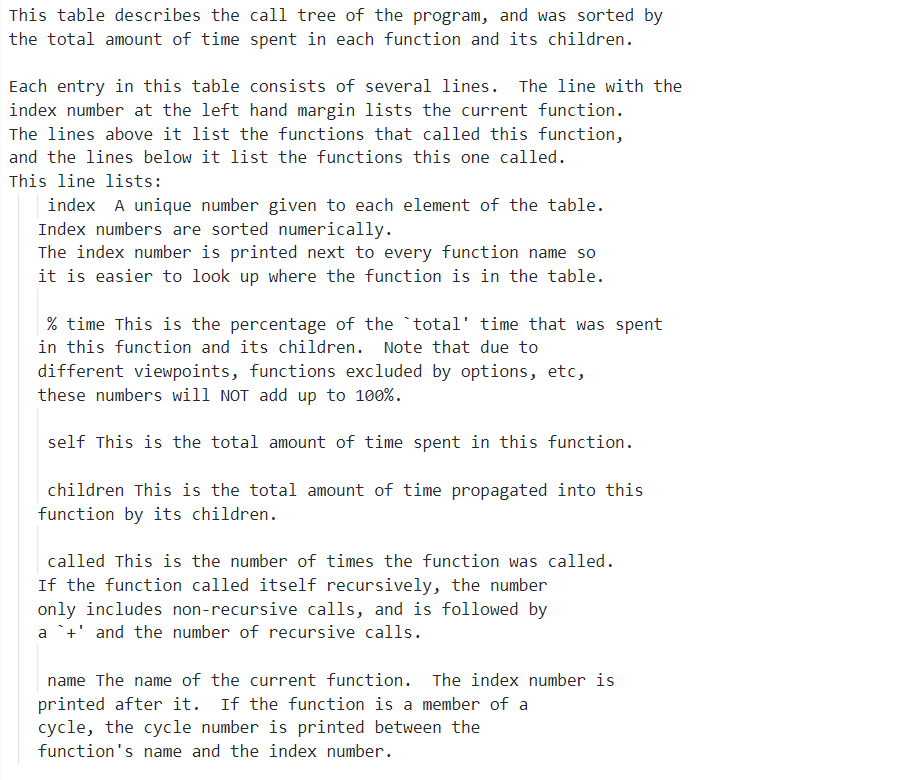 This table describes the call tree of the program, and was sorted by
the total amount of time spent in each function and its children.
Each entry in this table consists of several lines.  The line with the
index number at the left hand margin lists the current function.
The lines above it list the functions that called this function,
and the lines below it list the functions this one called.
This line lists:
index  A unique number given to each element of the table.
Index numbers are sorted numerically.
The index number is printed next to every function name so
it is easier to look up where the function is in the table.
% time This is the percentage of the `total' time that was spent
in this function and its children.  Note that due to
different viewpoints, functions excluded by options, etc,
these numbers will NOT add up to 100%.
self This is the total amount of time spent in this function.
children This is the total amount of time propagated into this
function by its children.
called This is the number of times the function was called.
If the function called itself recursively, the number
only includes non-recursive calls, and is followed by
a `+' and the number of recursive calls.
name The name of the current function.  The index number is
printed after it.  If the function is a member of a
cycle, the cycle number is printed between the
function's name and the index number.